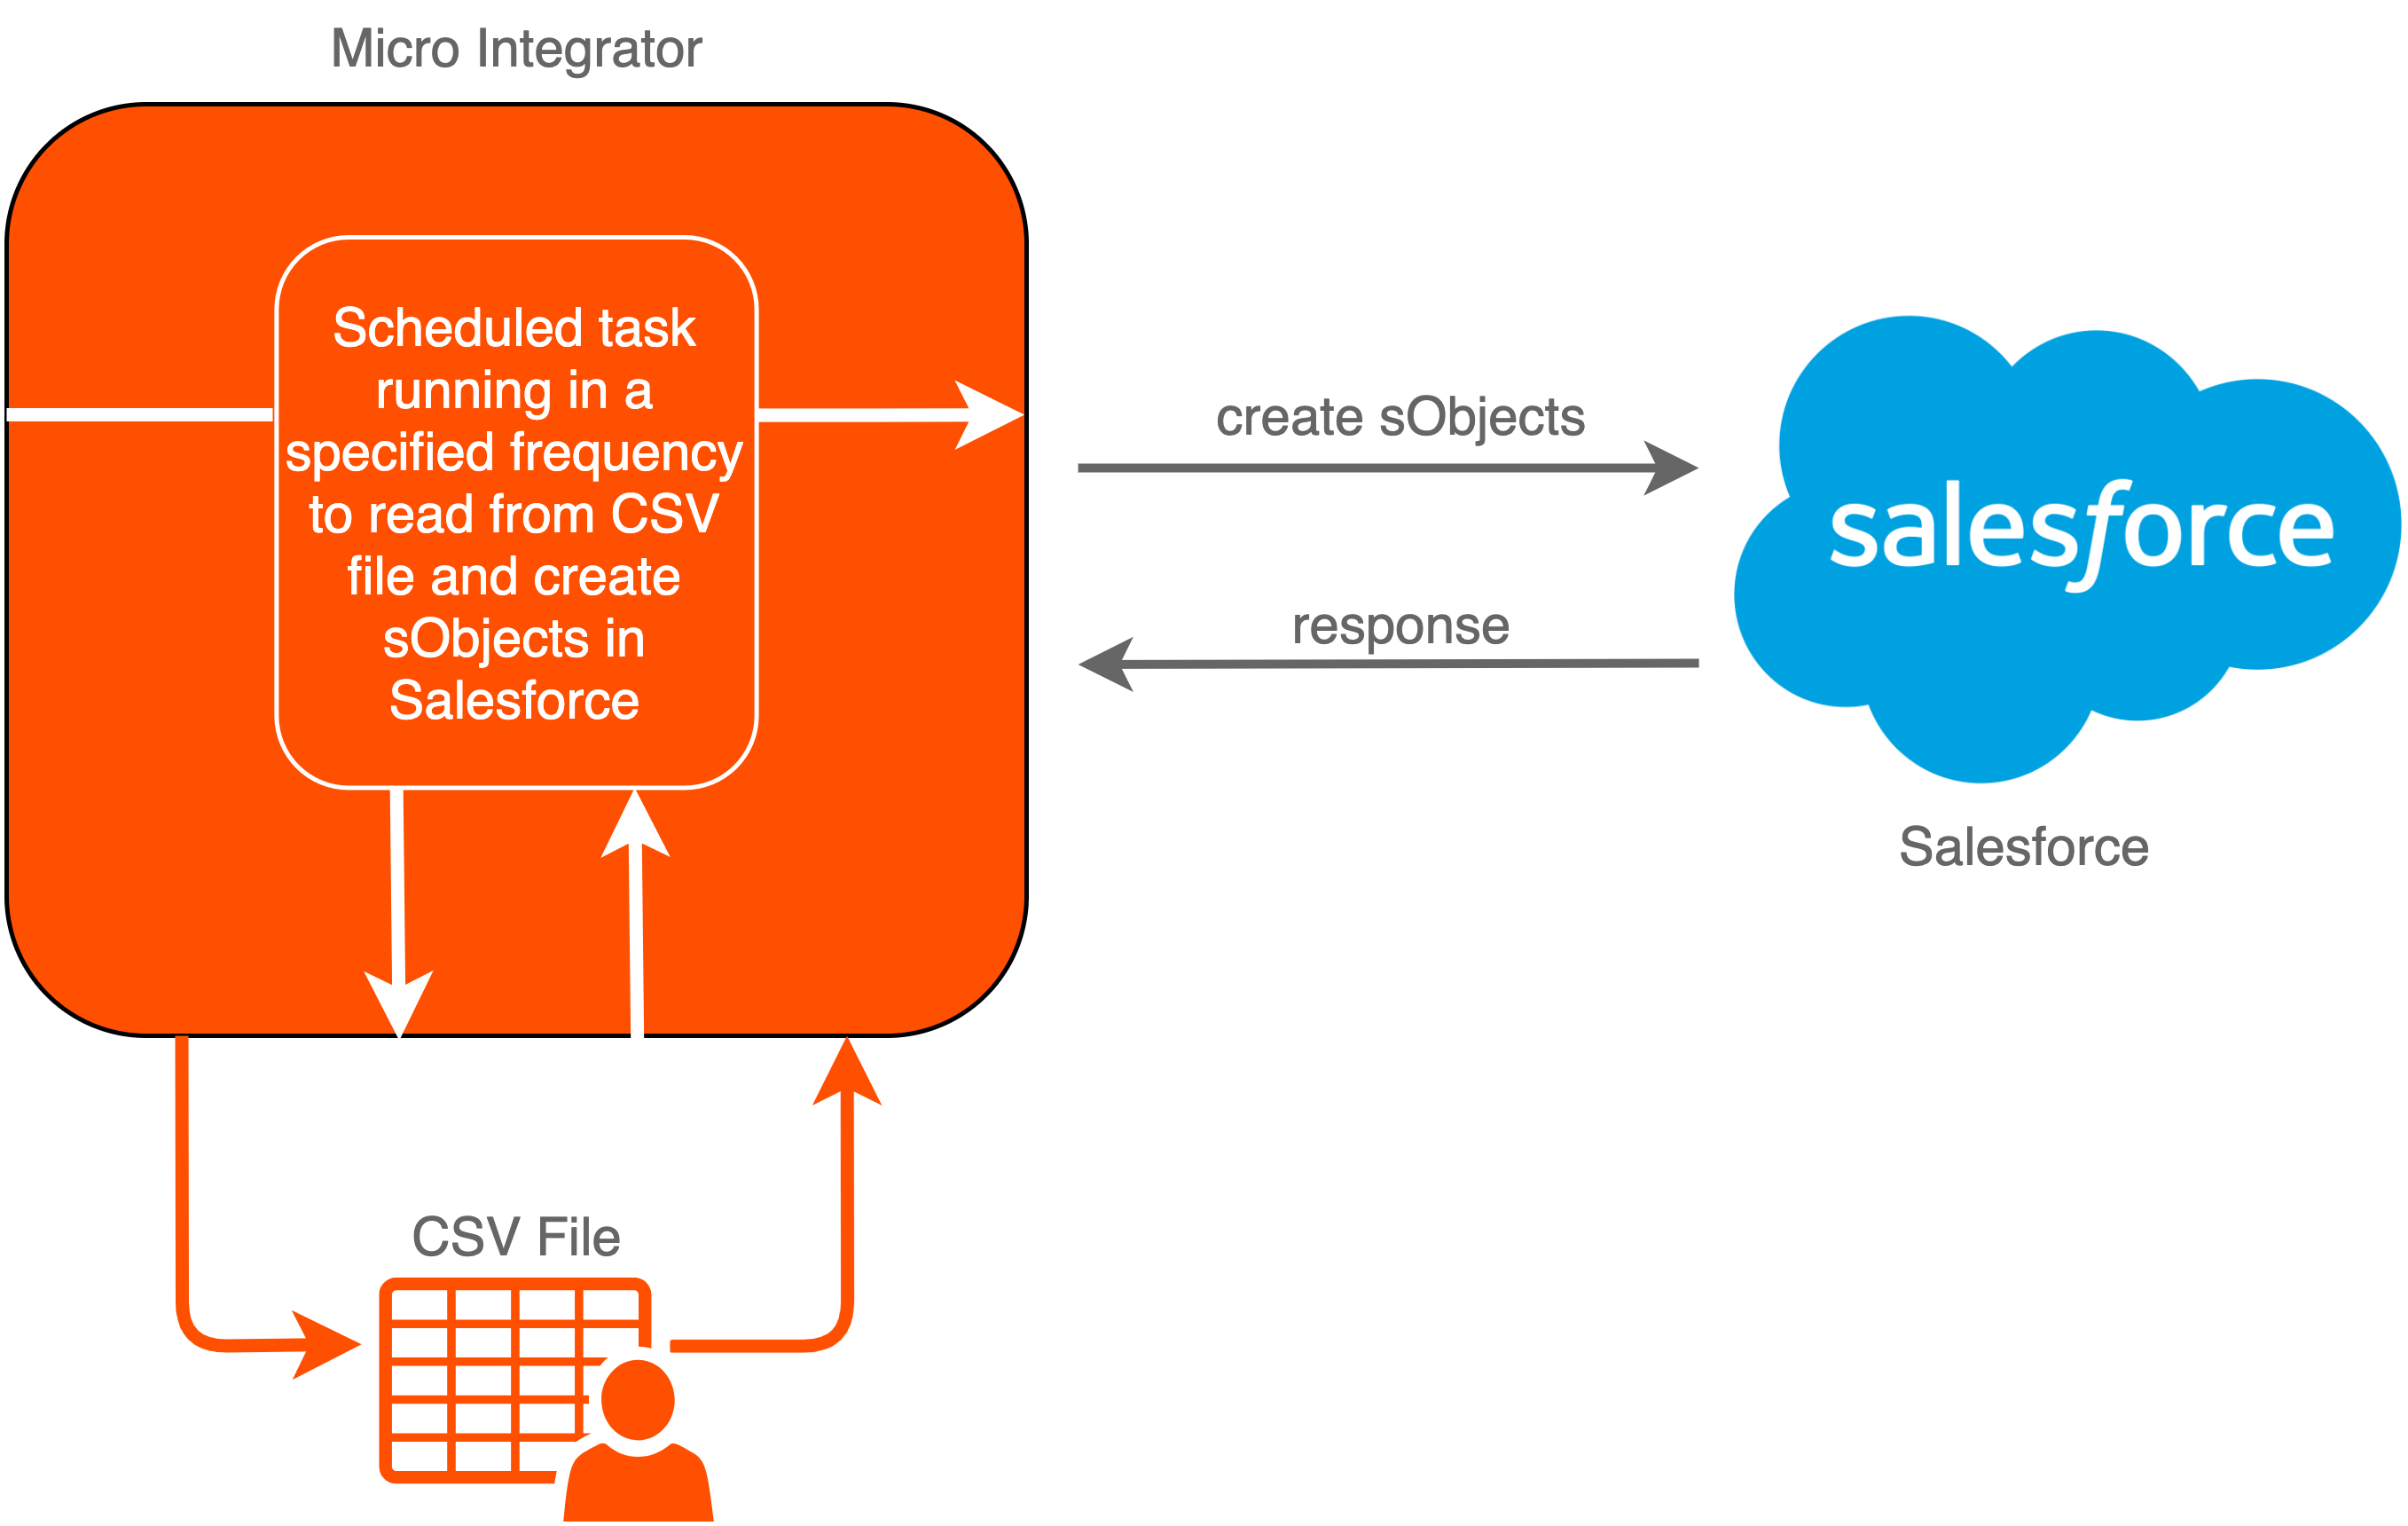 Micro Integrator
Scheduled task
running in a
specified frequency
to read from CSV
file and create
sObjects in
Salesforce
create sObjects
response
salesforce
Salesforce
CSV File